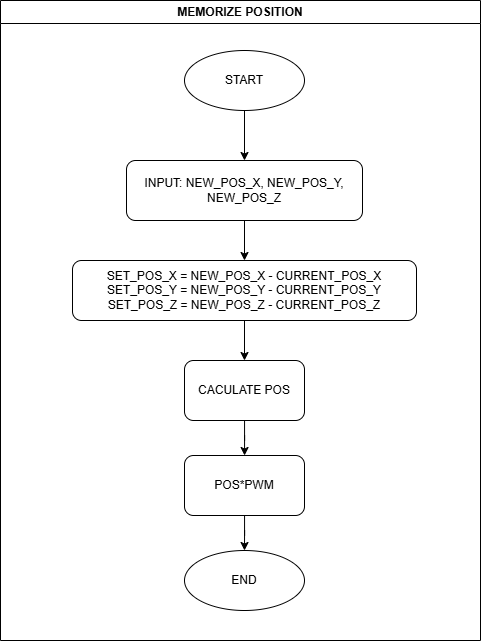 MEMORIZE POSITION
START
INPUT: NEW_POS_X, NEW_POS_Y,
NEW_POS_Z
SET_POS_X = NEW_POS_X - CURRENT_POS_X
SET_POS_Y = NEW_POS_Y - CURRENT_POS_Y
SET_POS_Z = NEW_POS_Z - CURRENT_POS_Z
CACULATE POS
POS*PWM
END